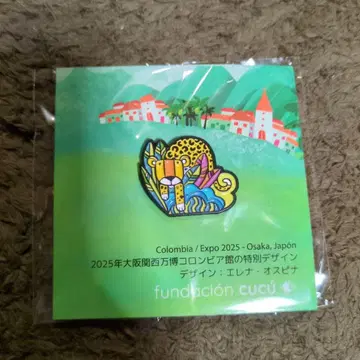 Colombia / Expo 2025 - Osaka, Japón
2025年大阪関西万博コロンビア館の特別デザイン
デザイン：エレナ・オスピナ
fundación cucú